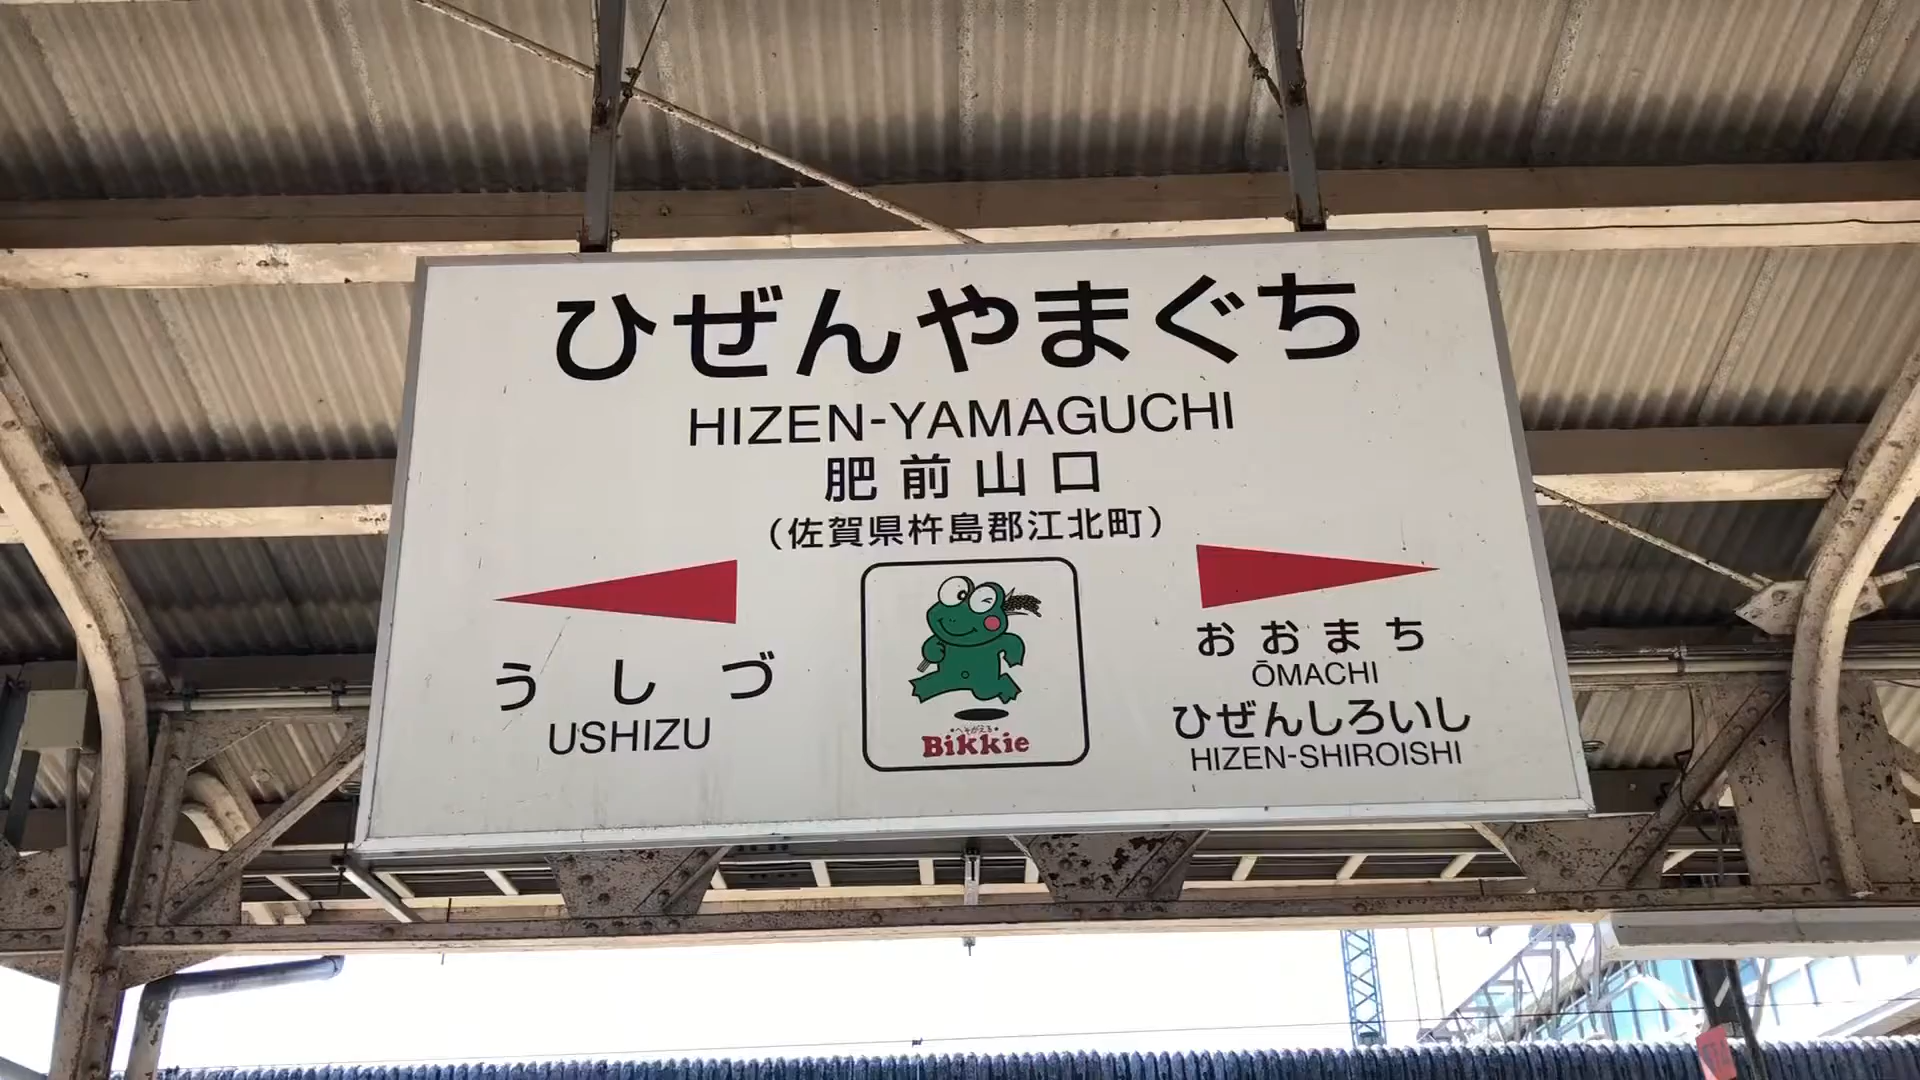 ひぜんやまぐち
HIZEN-YAMAGUCHI
肥前山口
(佐賀県杵島郡江北町)
うしづ
USHIZU
へそがえる
Bikkie
おおまち
ŌMACHI
ひぜんしろいし
HIZEN-SHIROISHI